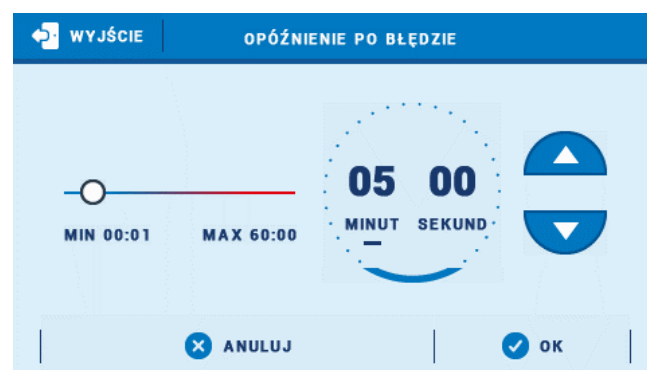 WYJŚCIE
OPÓŹNIENIE PO BŁĘDZIE
05 00
MINUT SEKUND
MIN 00:01 MAX 60:00
ANULUJ
OK